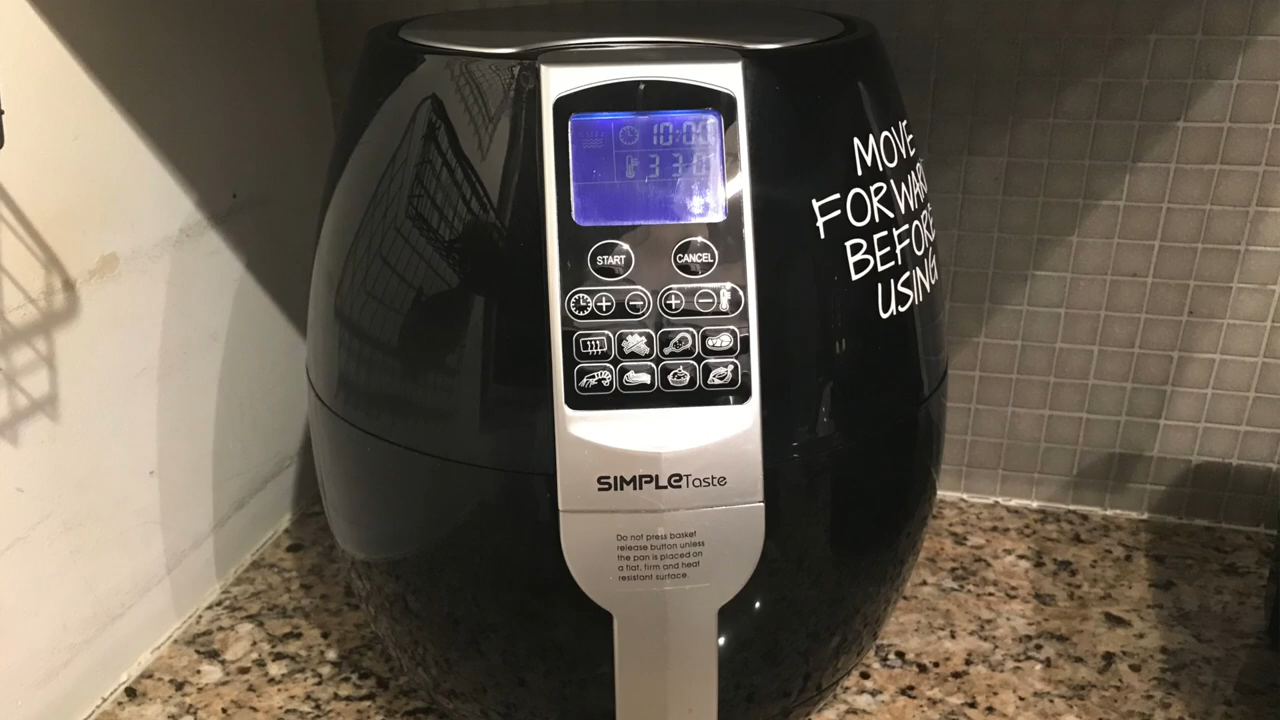 10:00
330
START
CANCEL
MOVE
FORWARD
BEFORE
USING
SIMPLETaste
Do not press basket
release button unless
the pan is placed on
a flat, firm and heat
resistant surface.